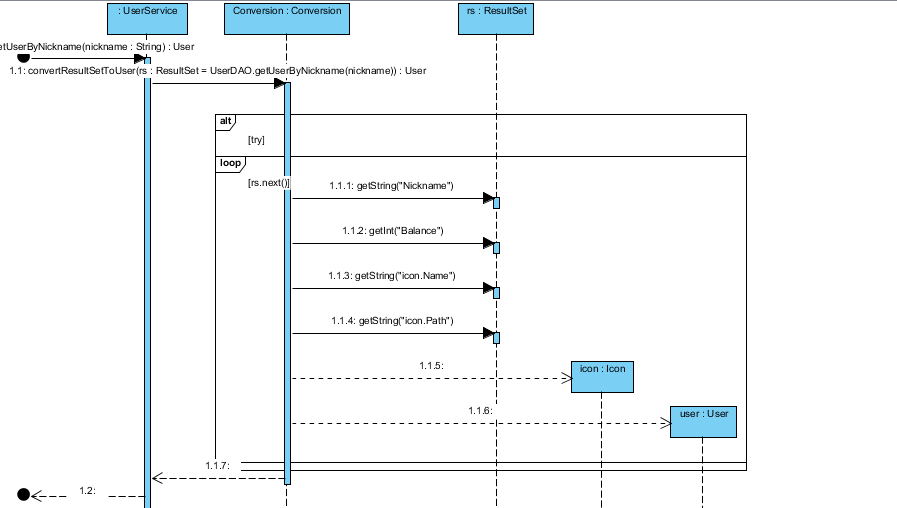 : UserService
Conversion : Conversion
rs : ResultSet
etUserByNickname(nickname : String) : User
1.1: convertResultSetToUser(rs : ResultSet = UserDAO.getUserByNickname(nickname)) : User
alt
[try]
loop
[rs.next()]
1.1.1: getString("Nickname")
1.1.2: getInt("Balance")
1.1.3: getString("icon.Name")
1.1.4: getString("icon.Path")
1.1.5:
icon : Icon
1.1.6:
user : User
1.1.7:
1.2: